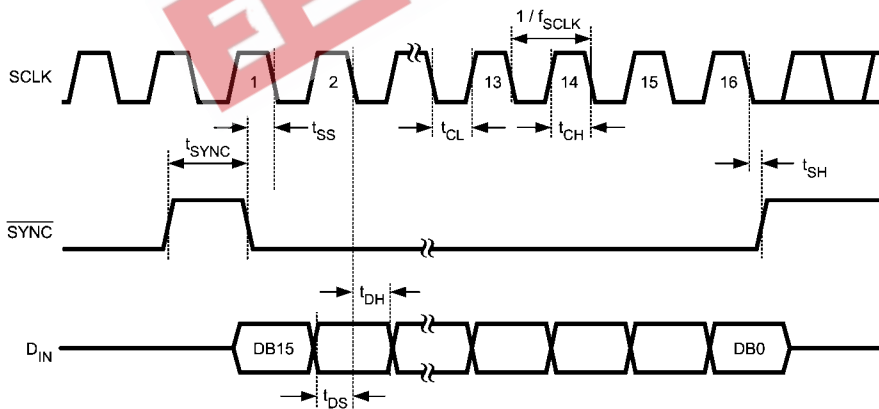 1 / fSCLK
SCLK
1
2
13
14
15
16
tSS
tCL
tCH
tSYNC
tSH
SYNC
tDH
DIN
DB15
DB0
tDS